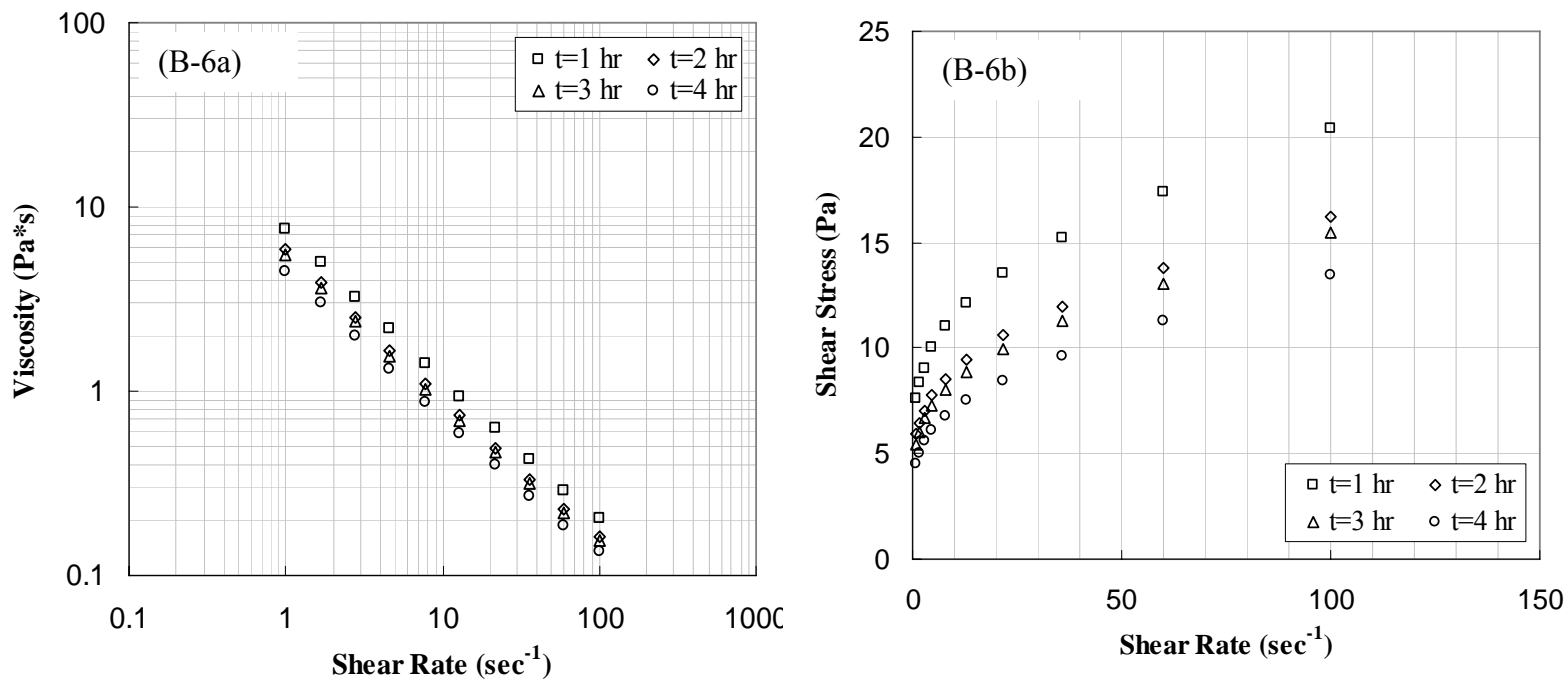 (B-6a)
t=1 hr t=2 hr
t=3 hr t=4 hr
100
10
1
0.1
0.1 1 10 100 1000
Viscosity (Pa*s)
Shear Rate (sec⁻¹)
(B-6b)
25
20
15
10
5
0
0 50 100 150
Shear Stress (Pa)
t=1 hr t=2 hr
t=3 hr t=4 hr
Shear Rate (sec⁻¹)